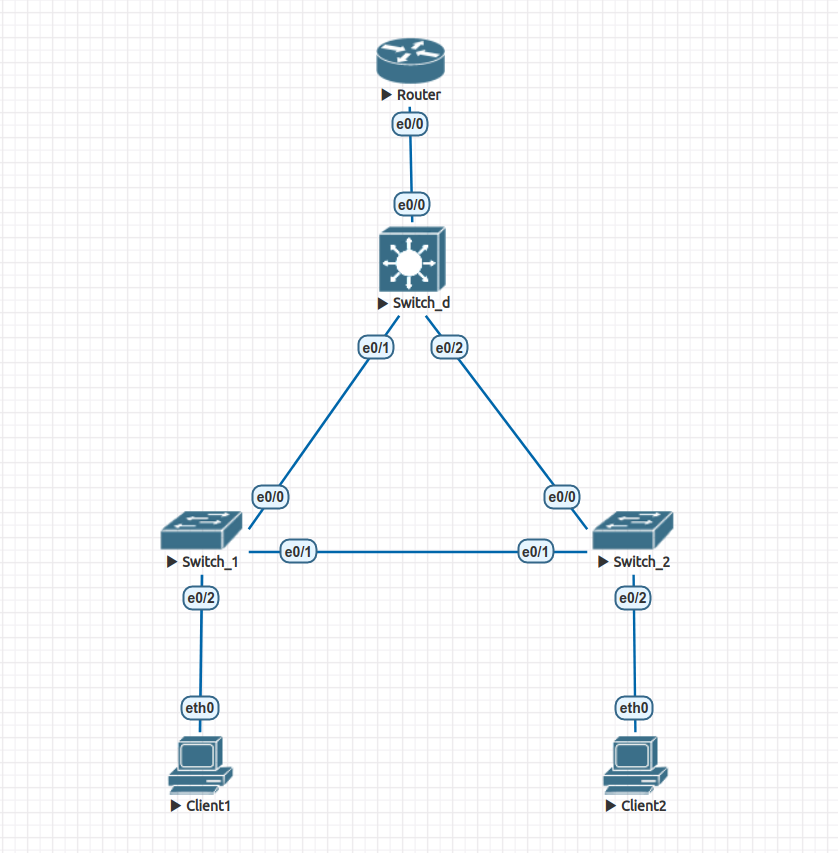 Router
e0/0
e0/0
Switch_d
e0/1
e0/2
e0/0
e0/0
e0/1
e0/1
Switch_1
Switch_2
e0/2
e0/2
eth0
eth0
Client1
Client2